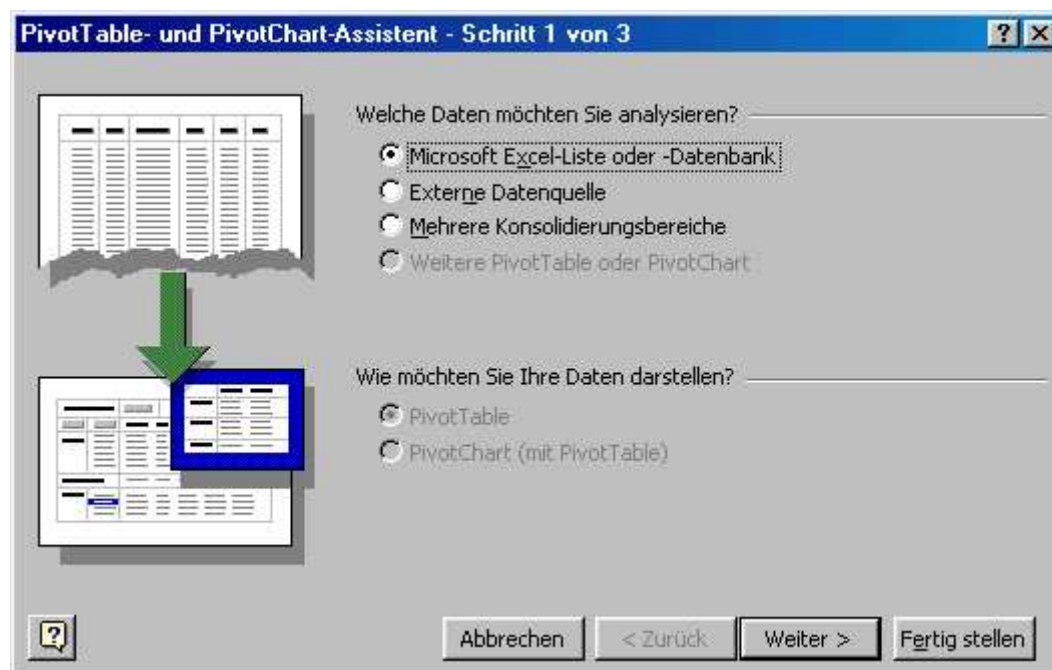 PivotTable- und PivotChart-Assistent - Schritt 1 von 3
Welche Daten möchten Sie analysieren?
Microsoft Excel-Liste oder -Datenbank
Externe Datenquelle
Mehrere Konsolidierungsbereiche
Weitere PivotTable oder PivotChart
Wie möchten Sie Ihre Daten darstellen?
PivotTable
PivotChart (mit PivotTable)
Abbrechen
< Zurück
Weiter >
Fertig stellen